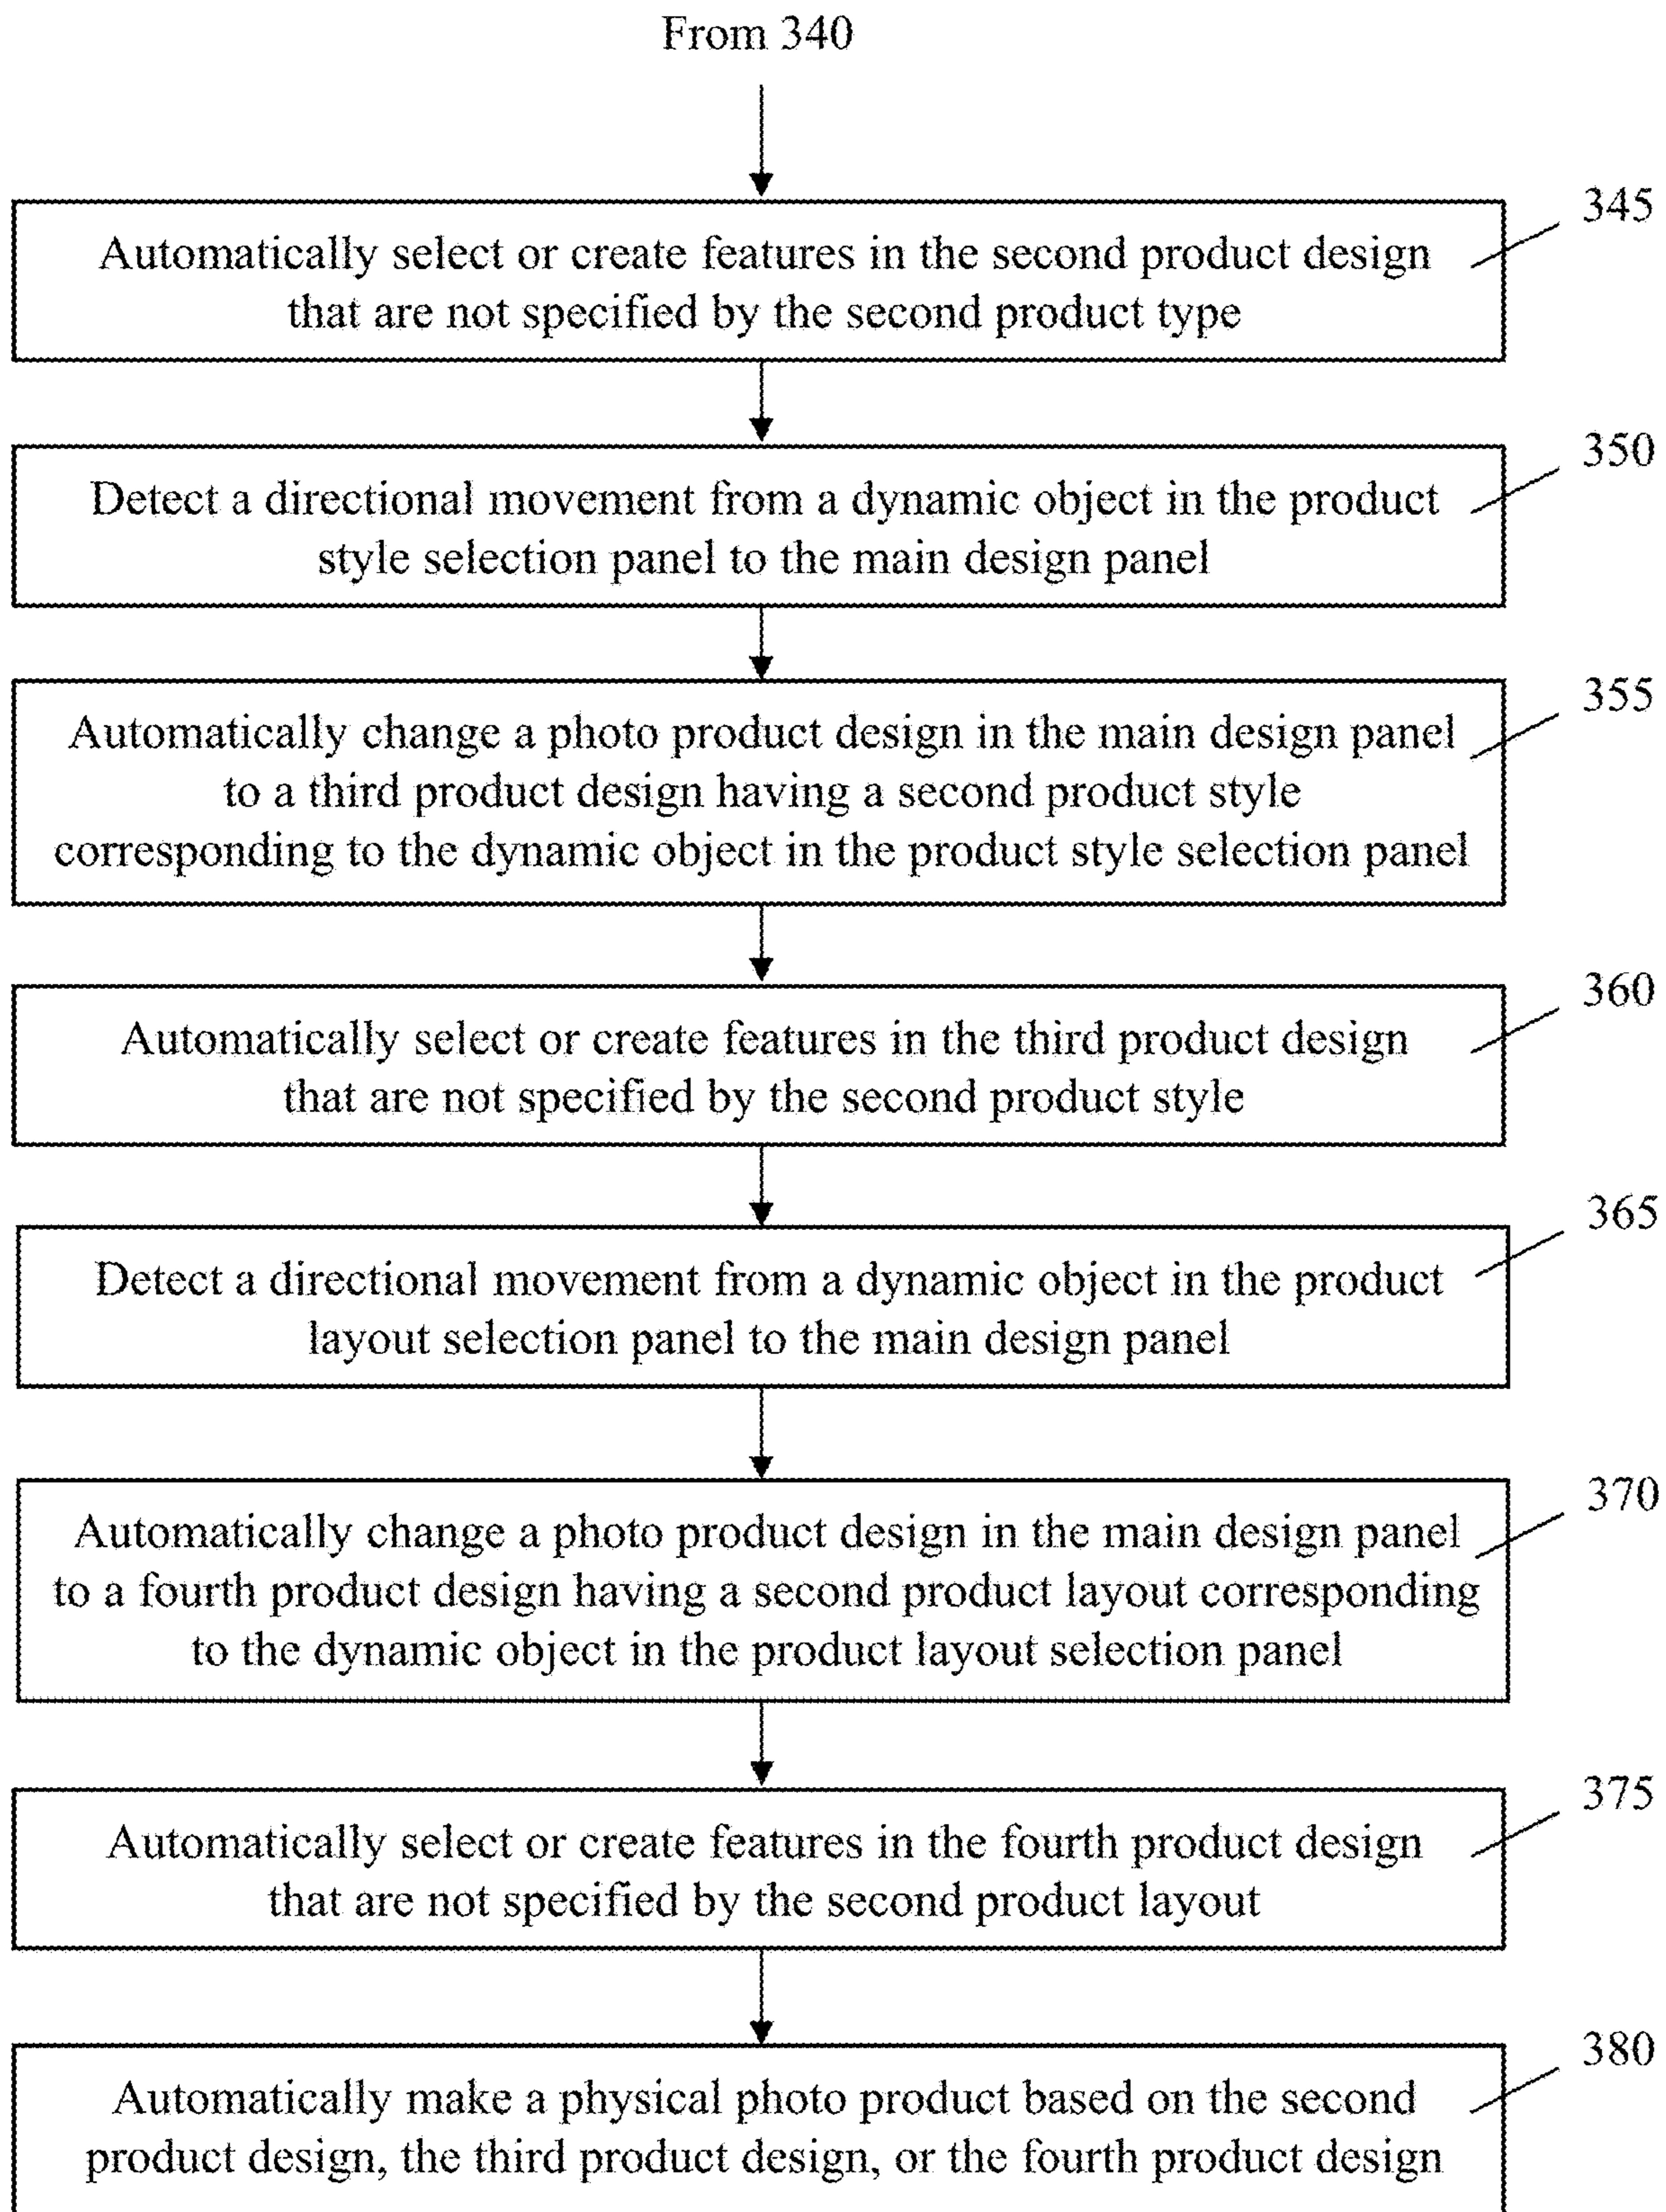 From 340
345
Automatically select or create features in the second product design
that are not specified by the second product type
350
Detect a directional movement from a dynamic object in the product
style selection panel to the main design panel
355
Automatically change a photo product design in the main design panel
to a third product design having a second product style
corresponding to the dynamic object in the product style selection panel
360
Automatically select or create features in the third product design
that are not specified by the second product style
365
Detect a directional movement from a dynamic object in the product
layout selection panel to the main design panel
370
Automatically change a photo product design in the main design panel
to a fourth product design having a second product layout corresponding
to the dynamic object in the product layout selection panel
375
Automatically select or create features in the fourth product design
that are not specified by the second product layout
380
Automatically make a physical photo product based on the second
product design, the third product design, or the fourth product design